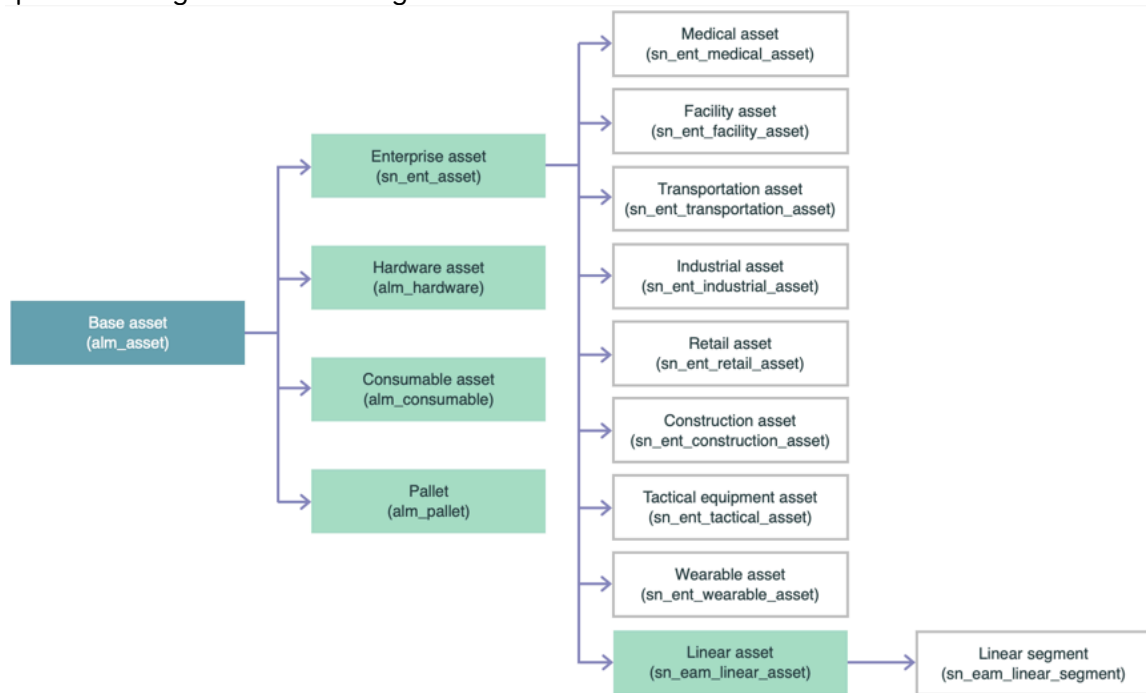 Medical asset
(sn_ent_medical_asset)
Facility asset
(sn_ent_facility_asset)
Enterprise asset
(sn_ent_asset)
Transportation asset
(sn_ent_transportation_asset)
Hardware asset
(alm_hardware)
Industrial asset
(sn_ent_industrial_asset)
Base asset
(alm_asset)
Retail asset
(sn_ent_retail_asset)
Consumable asset
(alm_consumable)
Construction asset
(sn_ent_construction_asset)
Pallet
(alm_pallet)
Tactical equipment asset
(sn_ent_tactical_asset)
Wearable asset
(sn_ent_wearable_asset)
Linear asset
(sn_eam_linear_asset)
Linear segment
(sn_eam_linear_segment)